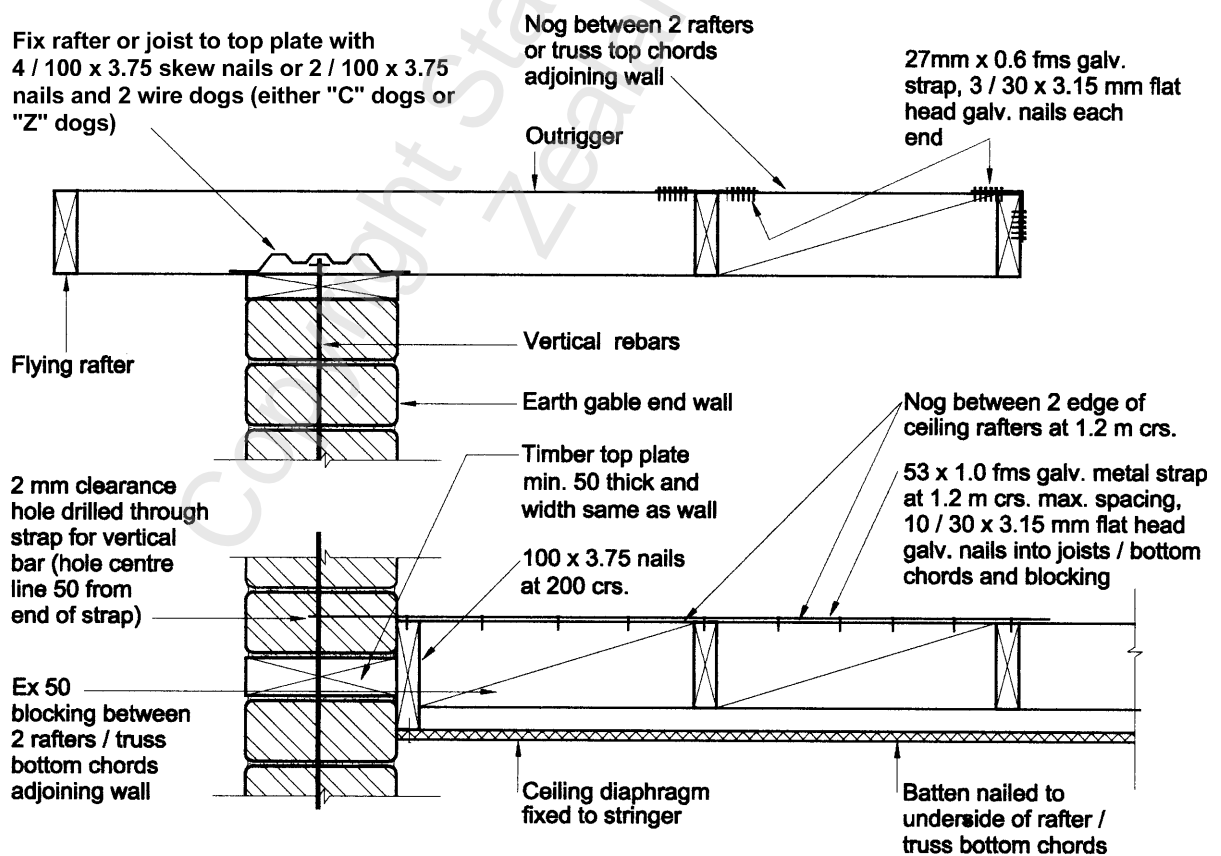 Fix rafter or joist to top plate with
4 / 100 x 3.75 skew nails or 2 / 100 x 3.75
nails and 2 wire dogs (either "C" dogs or
"Z" dogs)
Nog between 2 rafters
or truss top chords
adjoining wall
27mm x 0.6 fms galv.
strap, 3 / 30 x 3.15 mm flat
head galv. nails each
end
Outrigger
Flying rafter
Vertical rebars
Earth gable end wall
Timber top plate
min. 50 thick and
width same as wall
100 x 3.75 nails
at 200 crs.
Nog between 2 edge of
ceiling rafters at 1.2 m crs.
53 x 1.0 fms galv. metal strap
at 1.2 m crs. max. spacing,
10 / 30 x 3.15 mm flat head
galv. nails into joists / bottom
chords and blocking
2 mm clearance
hole drilled through
strap for vertical
bar (hole centre
line 50 from
end of strap)
Ex 50
blocking between
2 rafters / truss
bottom chords
adjoining wall
Ceiling diaphragm
fixed to stringer
Batten nailed to
underside of rafter /
truss bottom chords
Copyright Sta
Zeala